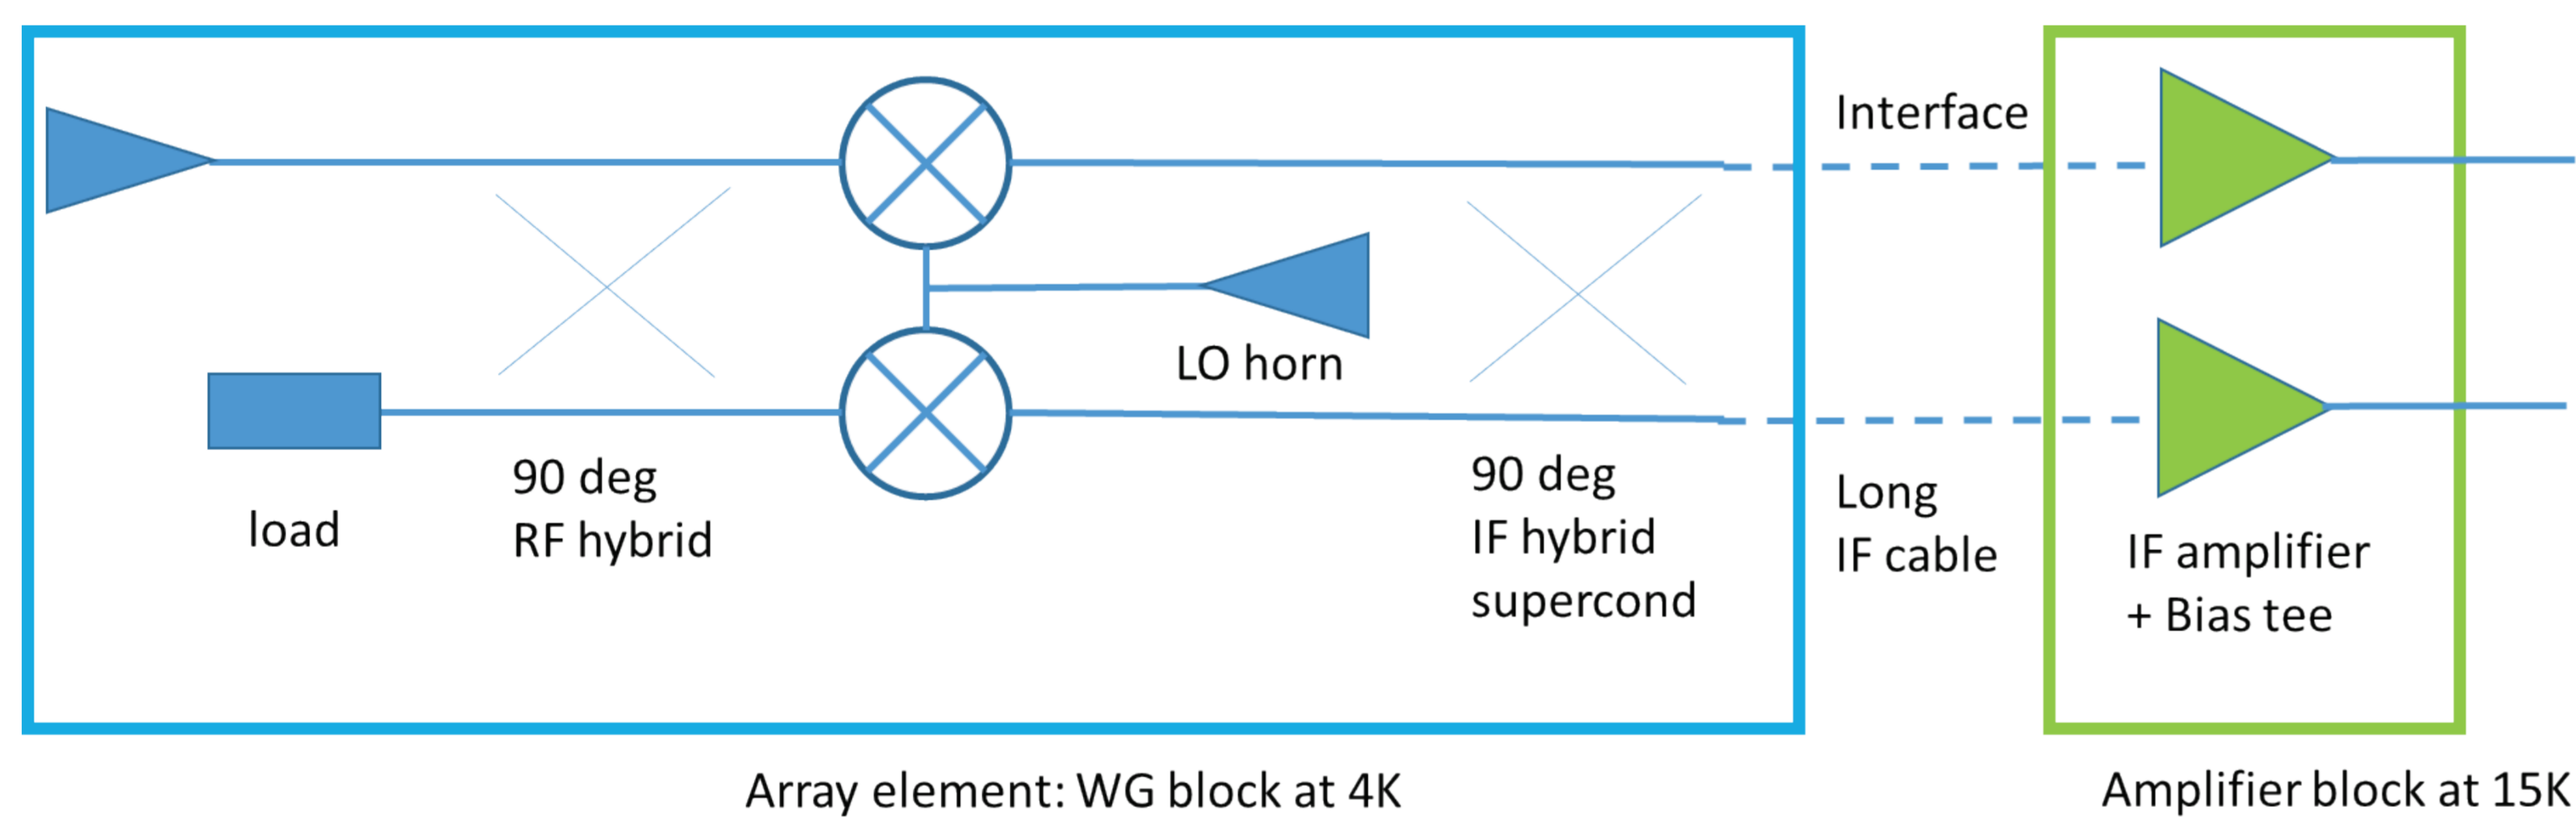 Interface
LO horn
load
90 deg
RF hybrid
90 deg
IF hybrid
supercond
Long
IF cable
IF amplifier
+ Bias tee
Array element: WG block at 4K
Amplifier block at 15K